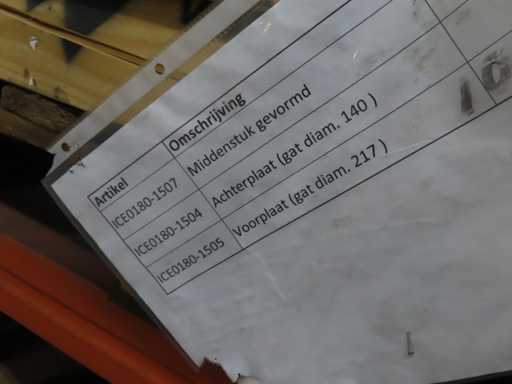 Artikel Omschrijving
ICE0180-1507 Middenstuk gevormd
ICE0180-1504 Achterplaat (gat diam. 140 )
ICE0180-1505 Voorplaat (gat diam. 217 )